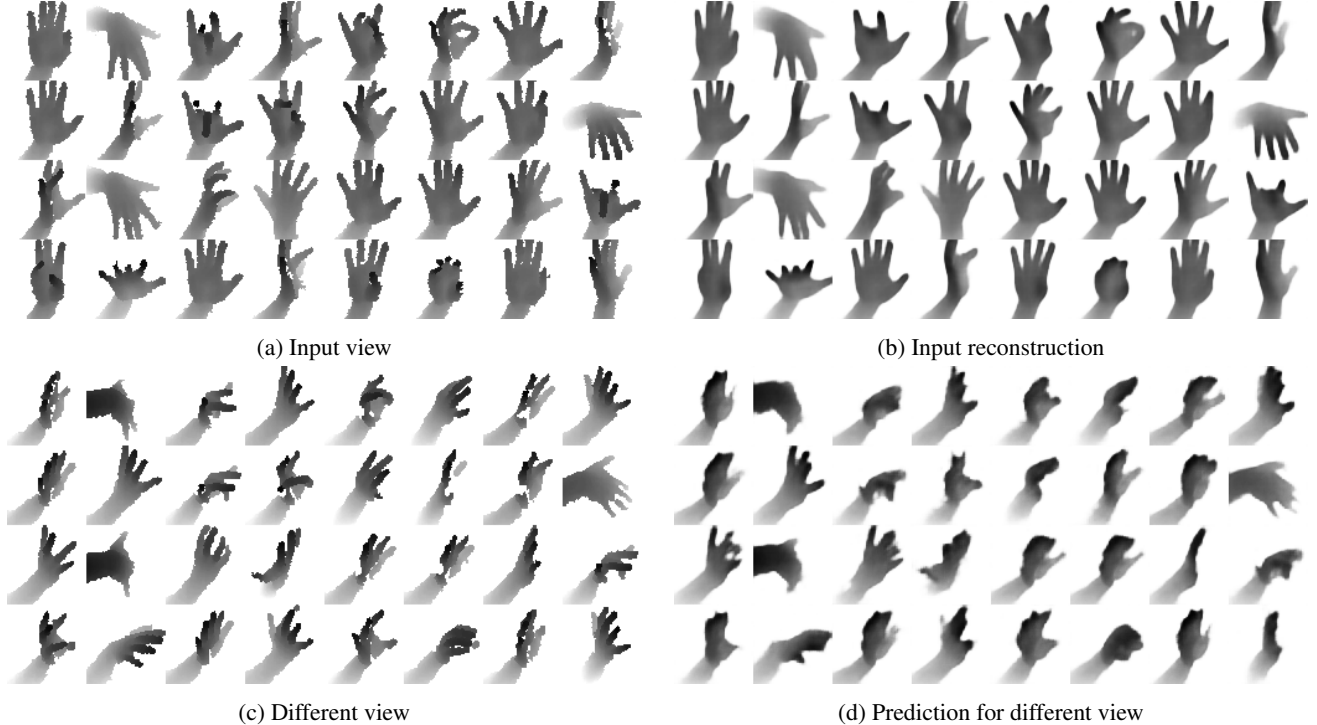 (a) Input view
(b) Input reconstruction
(c) Different view
(d) Prediction for different view